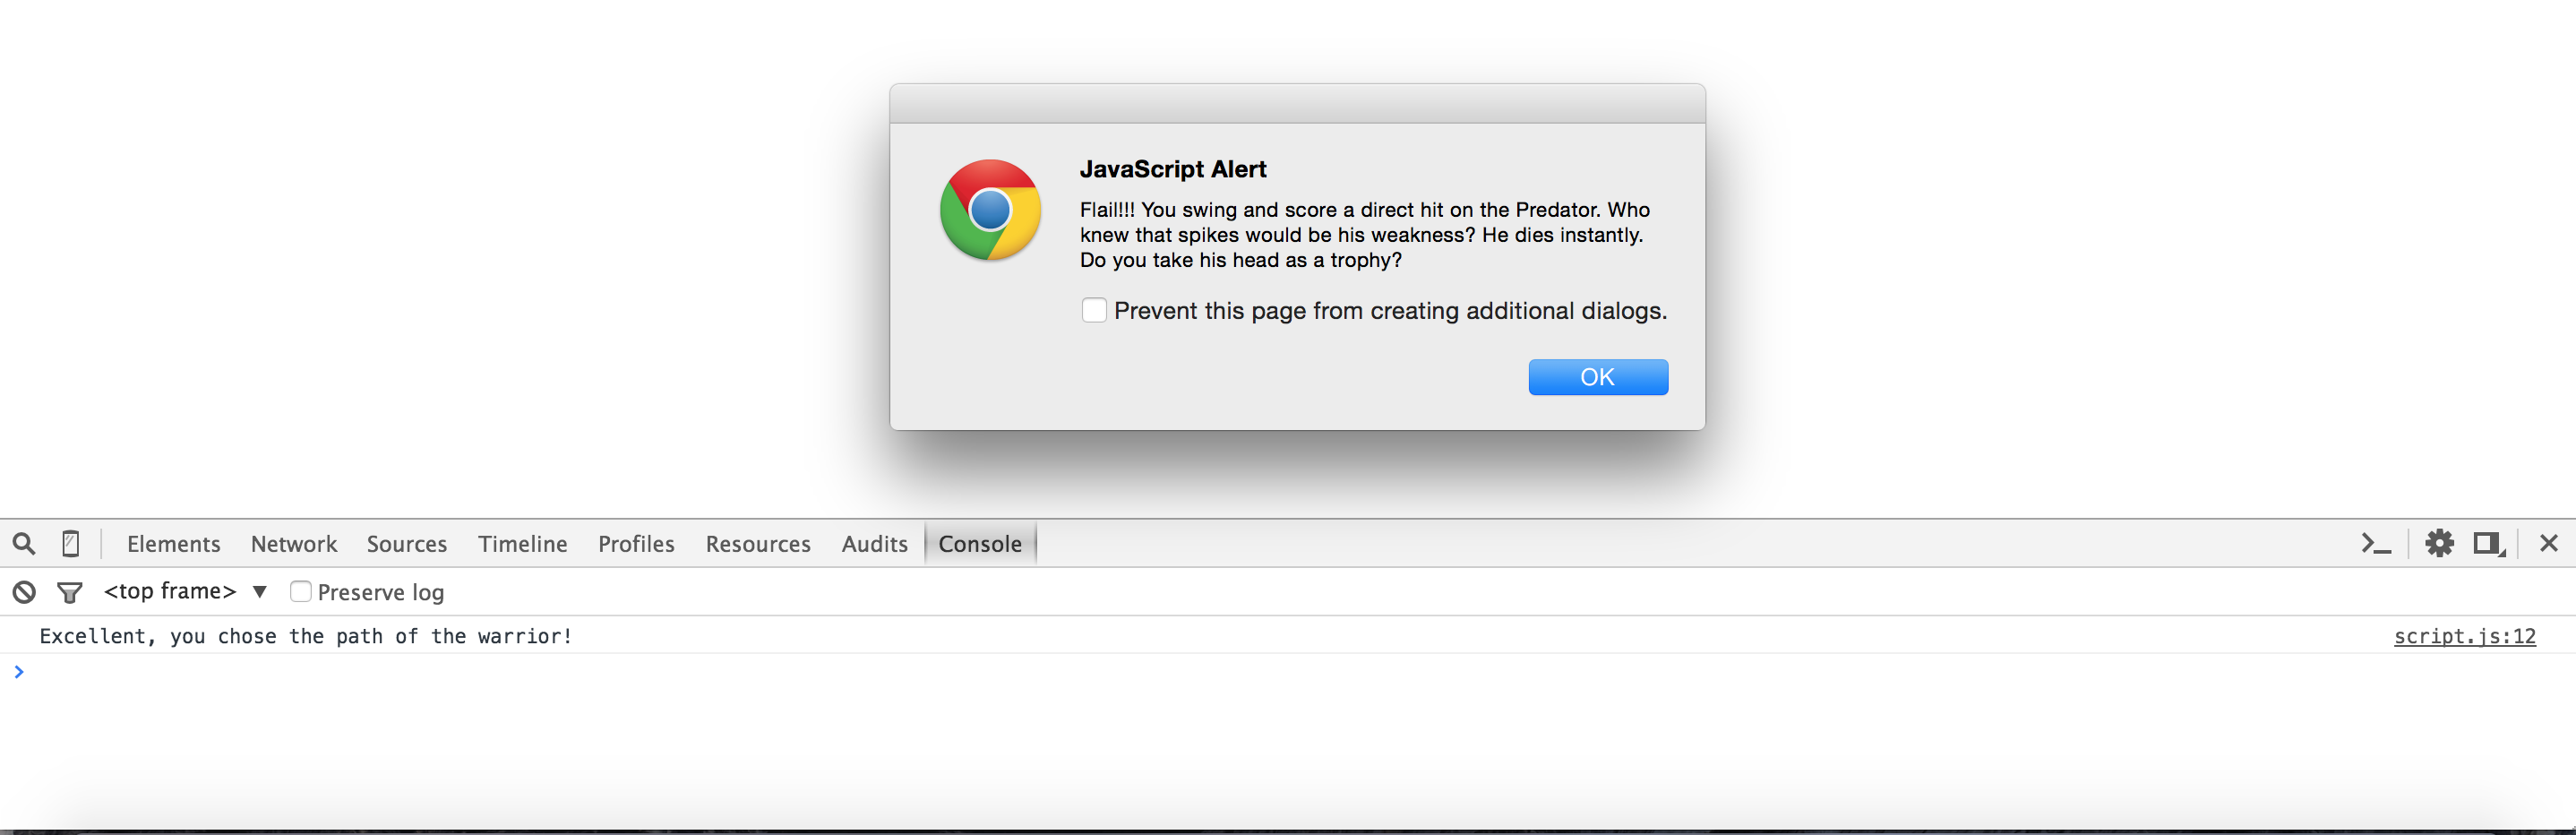 JavaScript Alert
Flail!!! You swing and score a direct hit on the Predator. Who
knew that spikes would be his weakness? He dies instantly.
Do you take his head as a trophy?
Prevent this page from creating additional dialogs.
OK
Elements Network Sources Timeline Profiles Resources Audits Console
<top frame> ▼ Preserve log
Excellent, you chose the path of the warrior! script.js:12